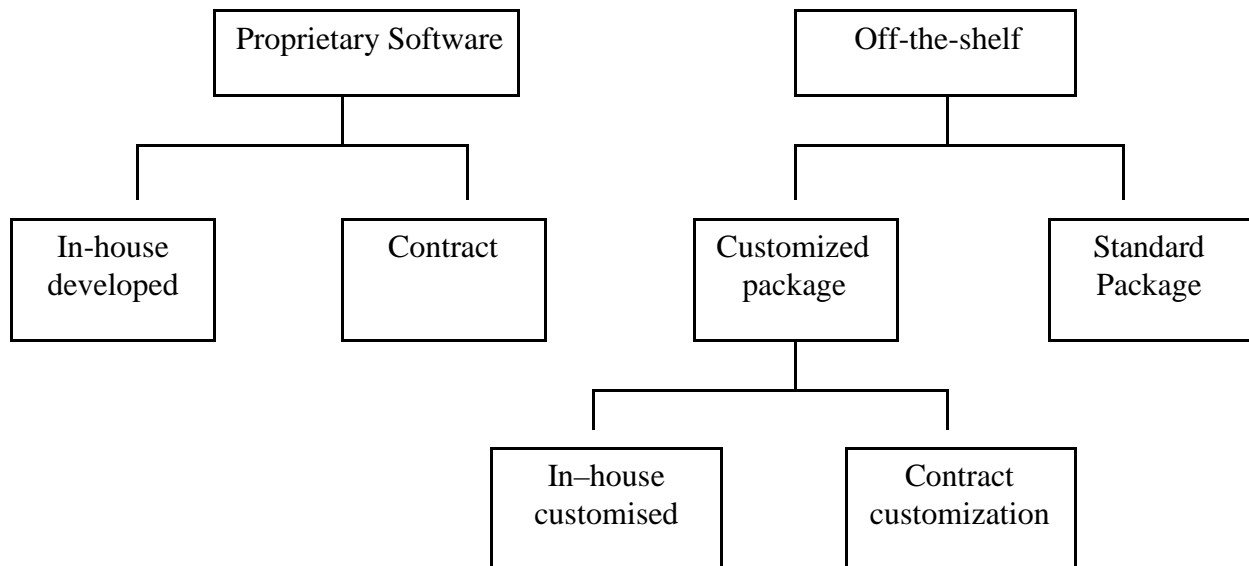 Proprietary Software
Off-the-shelf
In-house
developed
Contract
Customized
package
Standard
Package
In–house
customised
Contract
customization